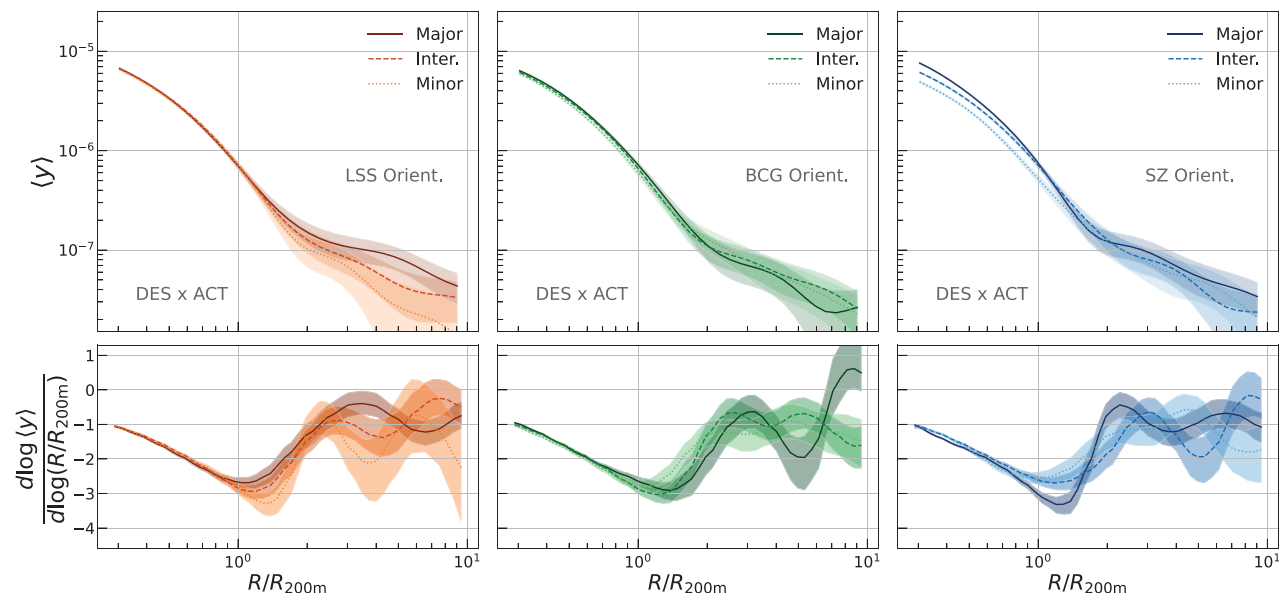 Major
Inter.
Minor
LSS Orient.
DES x ACT
Major
Inter.
Minor
BCG Orient.
DES x ACT
Major
Inter.
Minor
SZ Orient.
DES x ACT
10⁻⁵
10⁻⁶
10⁻⁷
⟨y⟩
1
0
−1
−2
−3
−4
dlog ⟨y⟩
dlog(R/R₂₀₀ₘ)
10⁰
10¹
10⁰
10¹
10⁰
10¹
R/R₂₀₀ₘ
R/R₂₀₀ₘ
R/R₂₀₀ₘ